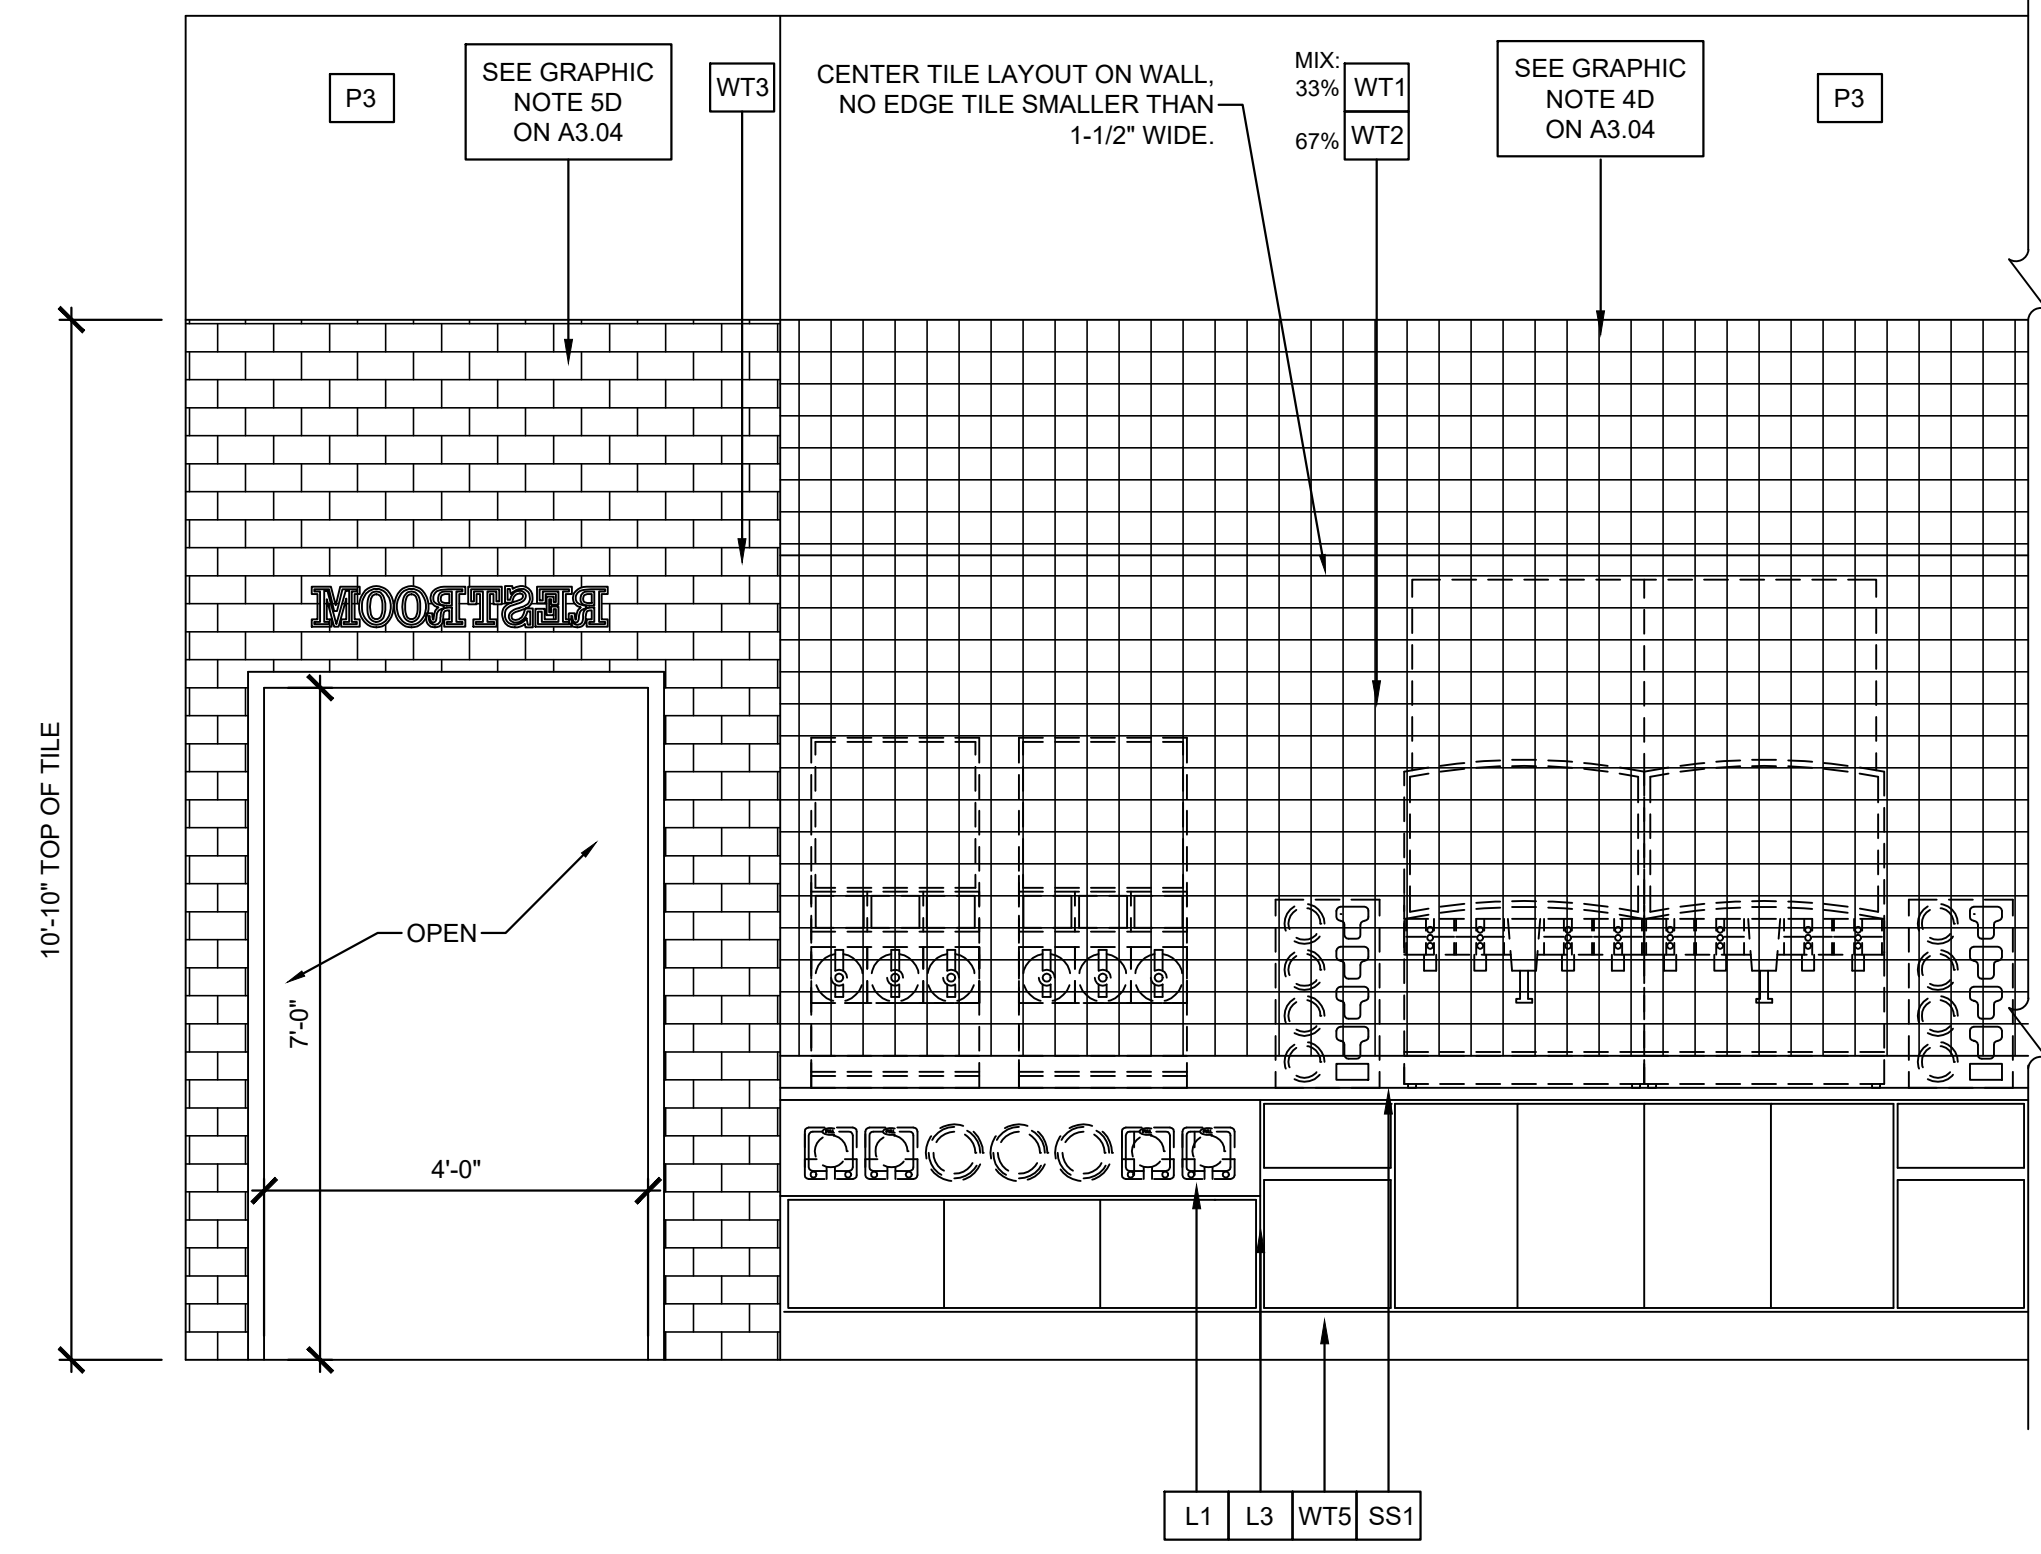 P3
SEE GRAPHIC
NOTE 5D
ON A3.04
WT3
CENTER TILE LAYOUT ON WALL,
NO EDGE TILE SMALLER THAN
1-1/2" WIDE.
MIX:
33% WT1
67% WT2
SEE GRAPHIC
NOTE 4D
ON A3.04
P3
10'-10" TOP OF TILE
RESTROOM
OPEN
7'-0"
4'-0"
L1 L3 WT5 SS1